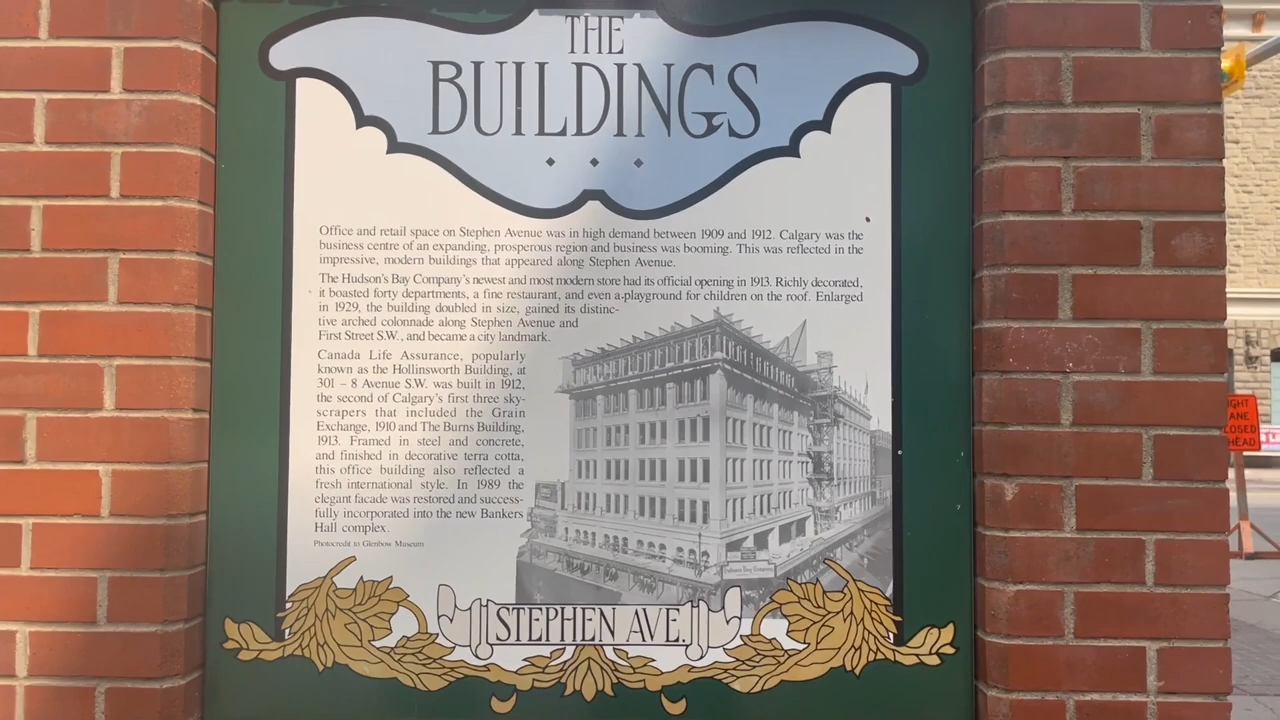 THE
BUILDINGS
Office and retail space on Stephen Avenue was in high demand between 1909 and 1912. Calgary was the
business centre of an expanding, prosperous region and business was booming. This was reflected in the
impressive, modern buildings that appeared along Stephen Avenue.
The Hudson's Bay Company's newest and most modern store had its official opening in 1913. Richly decorated,
it boasted forty departments, a fine restaurant, and even a playground for children on the roof. Enlarged
in 1929, the building doubled in size, gained its distinc-
tive arched colonnade along Stephen Avenue and
First Street S.W., and became a city landmark.
Canada Life Assurance, popularly
known as the Hollinsworth Building, at
301 – 8 Avenue S.W. was built in 1912,
the second of Calgary's first three sky-
scrapers that included the Grain
Exchange, 1910 and The Burns Building,
1913. Framed in steel and concrete,
and finished in decorative terra cotta,
this office building also reflected a
fresh international style. In 1989 the
elegant facade was restored and success-
fully incorporated into the new Bankers
Hall complex.
Photocredit to Glenbow Museum
STEPHEN AVE.
CLOSED